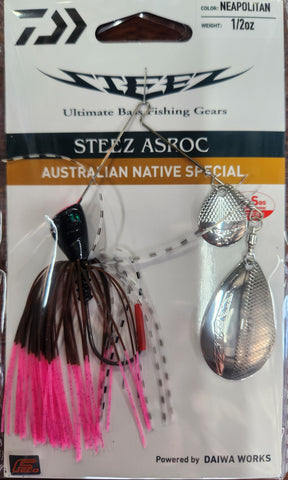 COLOR: NEAPOLITAN
WEIGHT: 1/2oz
STEEZ
Ultimate Bass Fishing Gears
STEEZ ASROC
AUSTRALIAN NATIVE SPECIAL
Powered by DAIWA WORKS